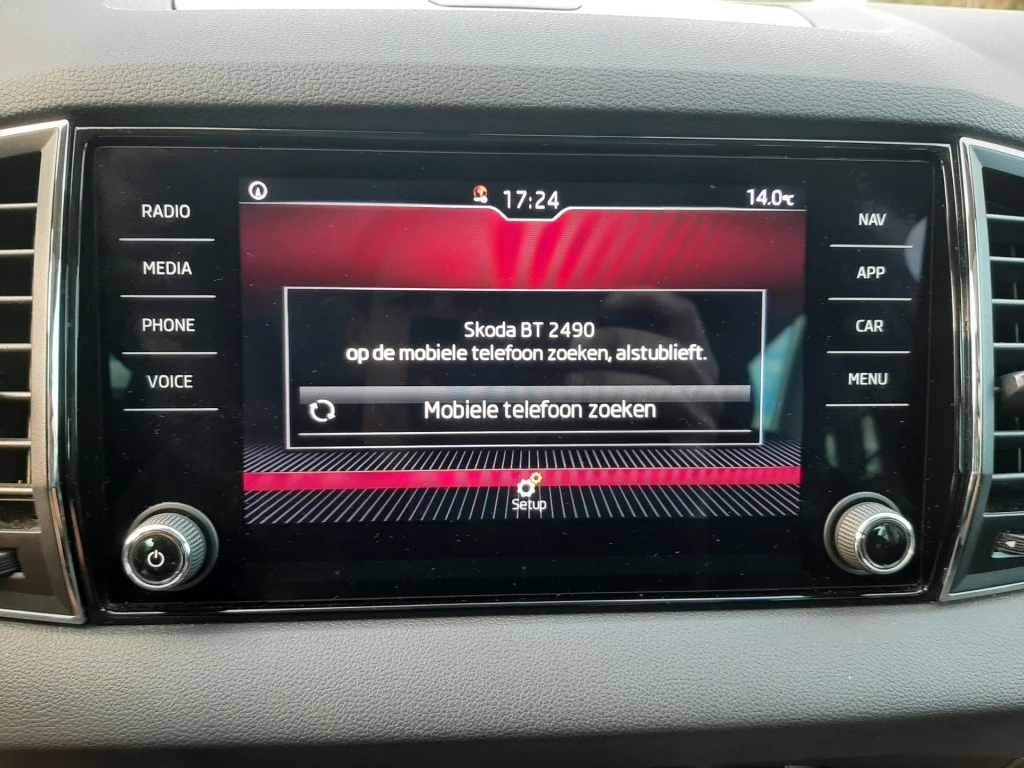 17:24
14.0°C
RADIO
MEDIA
PHONE
VOICE
NAV
APP
CAR
MENU
Skoda BT 2490
op de mobiele telefoon zoeken, alstublieft.
Mobiele telefoon zoeken
Setup